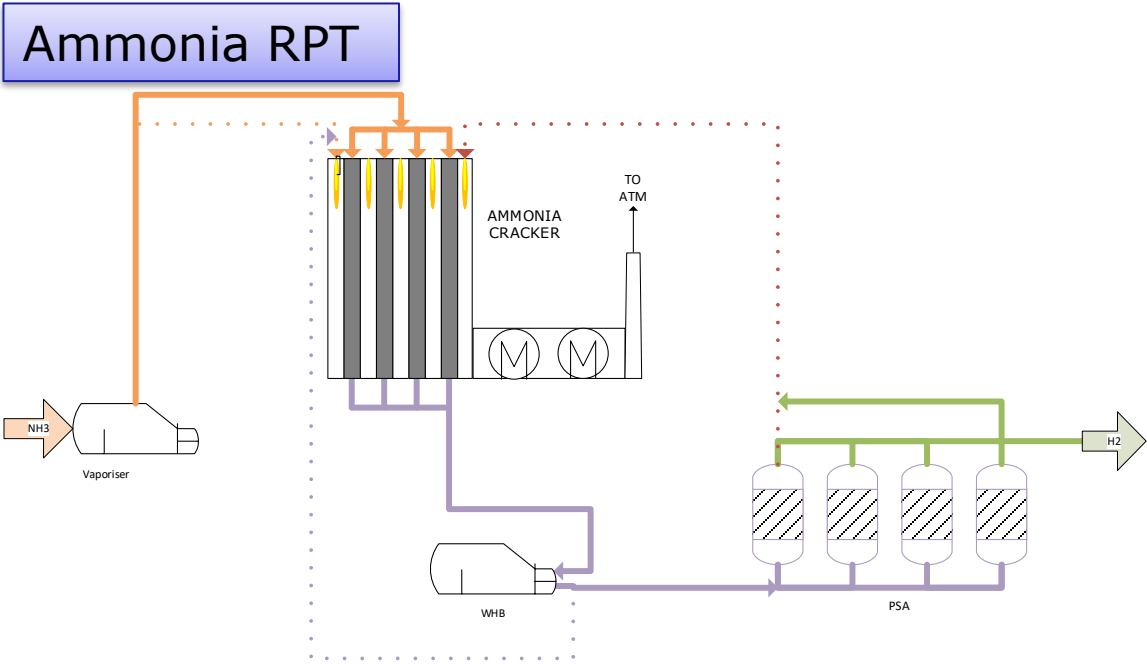 Ammonia RPT
TO
ATM
AMMONIA
CRACKER
NH3
H2
Vaporiser
WHB
PSA